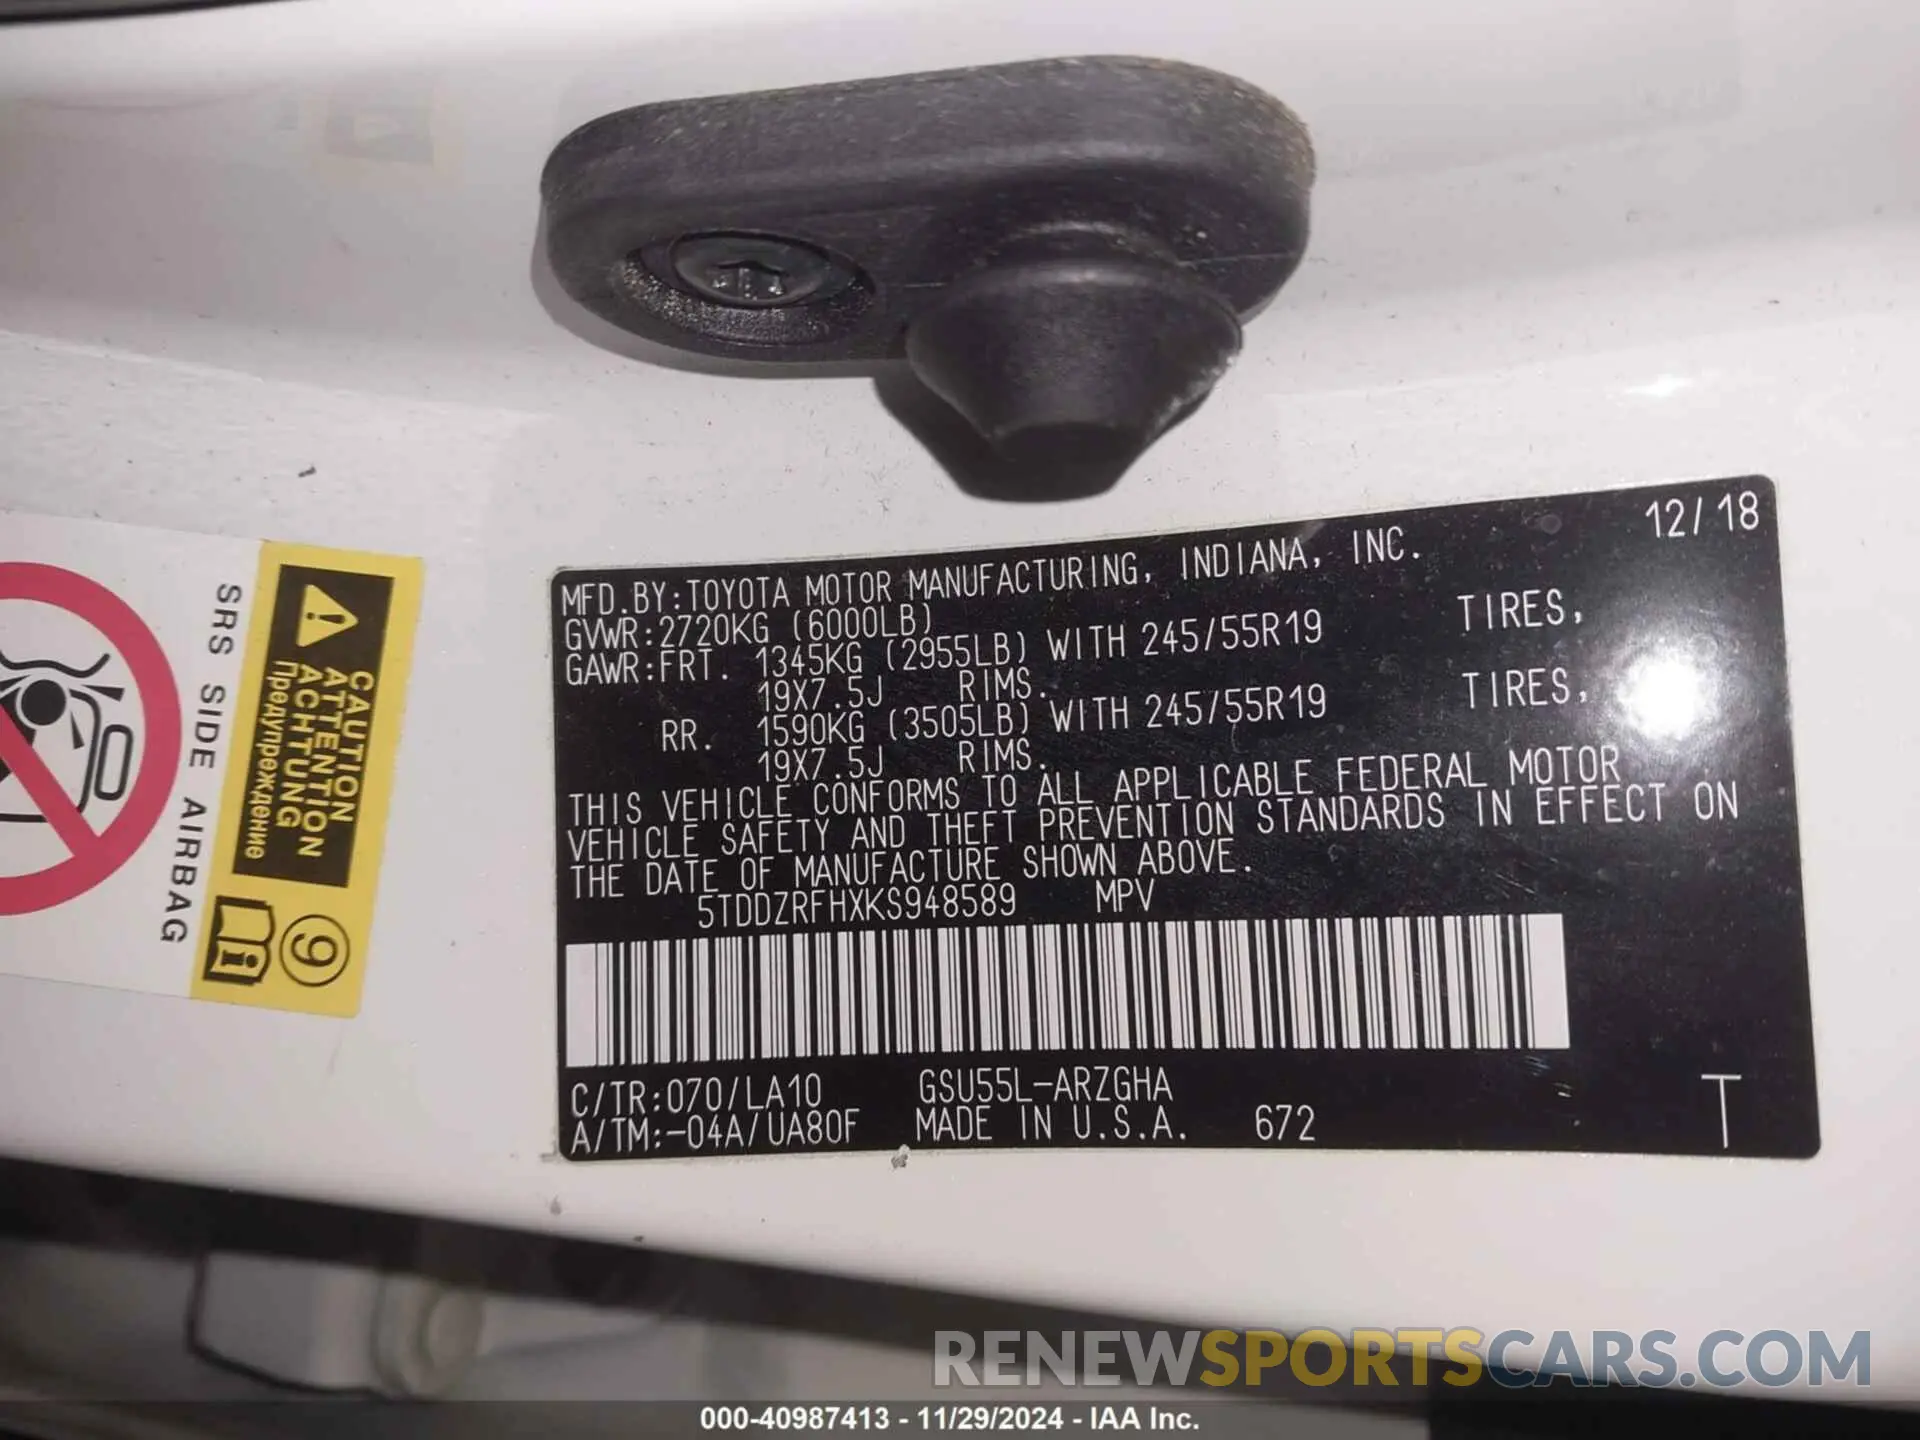 12/18
MFD.BY:TOYOTA MOTOR MANUFACTURING, INDIANA, INC.
GVWR:2720KG (6000LB)
GAWR:FRT. 1345KG (2955LB) WITH 245/55R19 TIRES,
19X7.5J RIMS.
RR. 1590KG (3505LB) WITH 245/55R19 TIRES,
19X7.5J RIMS.
THIS VEHICLE CONFORMS TO ALL APPLICABLE FEDERAL MOTOR
VEHICLE SAFETY AND THEFT PREVENTION STANDARDS IN EFFECT ON
THE DATE OF MANUFACTURE SHOWN ABOVE.
5TDDZRFHXKS948589 MPV
C/TR:070/LA10 GSU55L-ARZGHA
A/TM:-04A/UA80F MADE IN U.S.A. 672
T
CAUTION
ATTENTION
ACHTUNG
Предупреждение
9
i
SRS SIDE AIRBAG
RENEWSPORTSCARS.COM
000-40987413 - 11/29/2024 - IAA Inc.